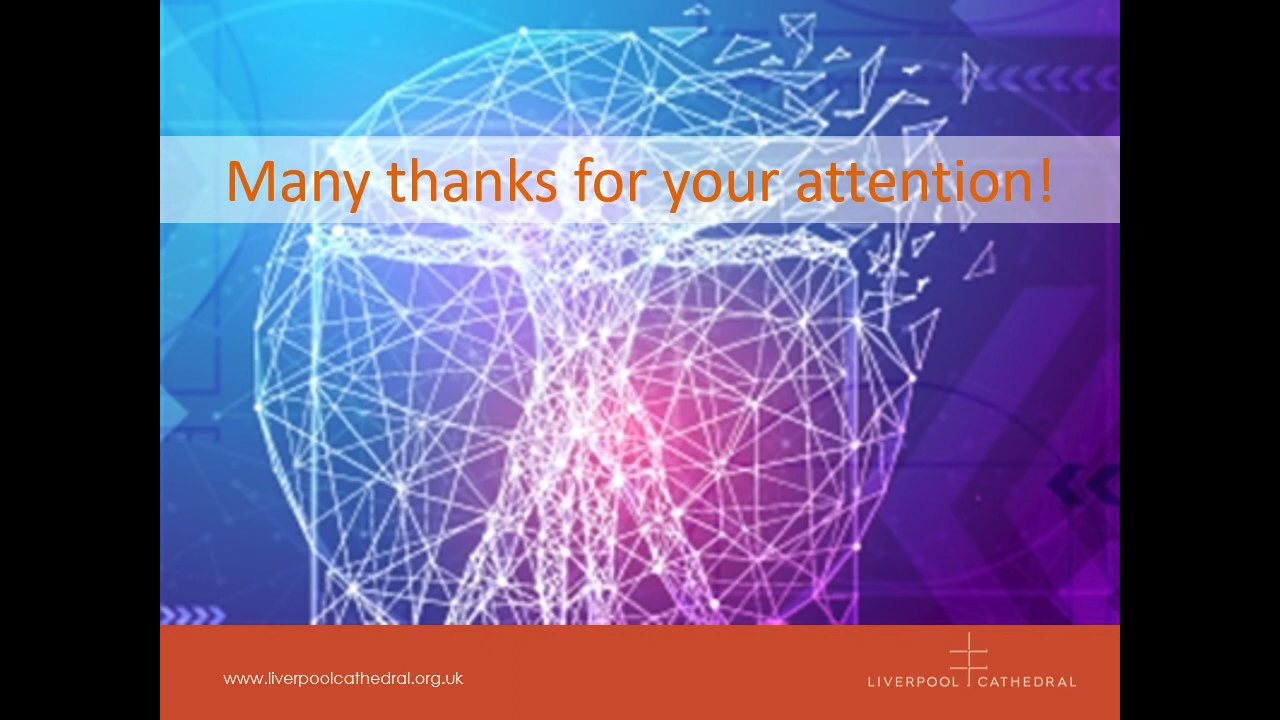 Many thanks for your attention!
www.liverpoolcathedral.org.uk
LIVERPOOL CATHEDRAL